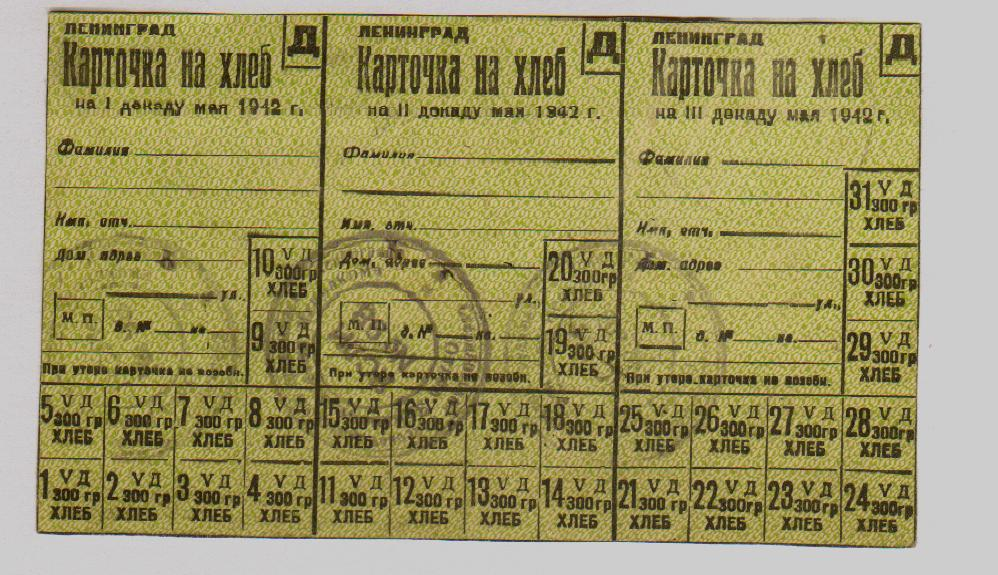 ЛЕНИНГРАД
Д
Карточка на хлеб
на I декаду мая 1942 г.
Фамилия
Имя, отч.
Дом. адрес
ул.
М. П.
д. № кв.
При утере карточка не возобн.
10 V Д
300 гр
ХЛЕБ
9 V Д
300 гр
ХЛЕБ
5 V Д 6 V Д 7 V Д 8 V Д
300 гр 300 гр 300 гр 300 гр
ХЛЕБ ХЛЕБ ХЛЕБ ХЛЕБ
1 V Д 2 V Д 3 V Д 4 V Д
300 гр 300 гр 300 гр 300 гр
ХЛЕБ ХЛЕБ ХЛЕБ ХЛЕБ
ЛЕНИНГРАД
Д
Карточка на хлеб
на II декаду мая 1942 г.
Фамилия
Имя, отч.
Дом. адрес
ул.
М. П.
д. № кв.
При утере карточка не возобн.
20 V Д
300 гр
ХЛЕБ
19 V Д
300 гр
ХЛЕБ
15 V Д 16 V Д 17 V Д 18 V Д
300 гр 300 гр 300 гр 300 гр
ХЛЕБ ХЛЕБ ХЛЕБ ХЛЕБ
11 V Д 12 V Д 13 V Д 14 V Д
300 гр 300 гр 300 гр 300 гр
ХЛЕБ ХЛЕБ ХЛЕБ ХЛЕБ
ЛЕНИНГРАД
Д
Карточка на хлеб
на III декаду мая 1942 г.
Фамилия
Имя, отч.
Дом. адрес
ул.
М. П.
д. № кв.
При утере карточка не возобн.
31 V Д
300 гр
ХЛЕБ
30 V Д
300 гр
ХЛЕБ
29 V Д
300 гр
ХЛЕБ
25 V Д 26 V Д 27 V Д 28 V Д
300 гр 300 гр 300 гр 300 гр
ХЛЕБ ХЛЕБ ХЛЕБ ХЛЕБ
21 V Д 22 V Д 23 V Д 24 V Д
300 гр 300 гр 300 гр 300 гр
ХЛЕБ ХЛЕБ ХЛЕБ ХЛЕБ